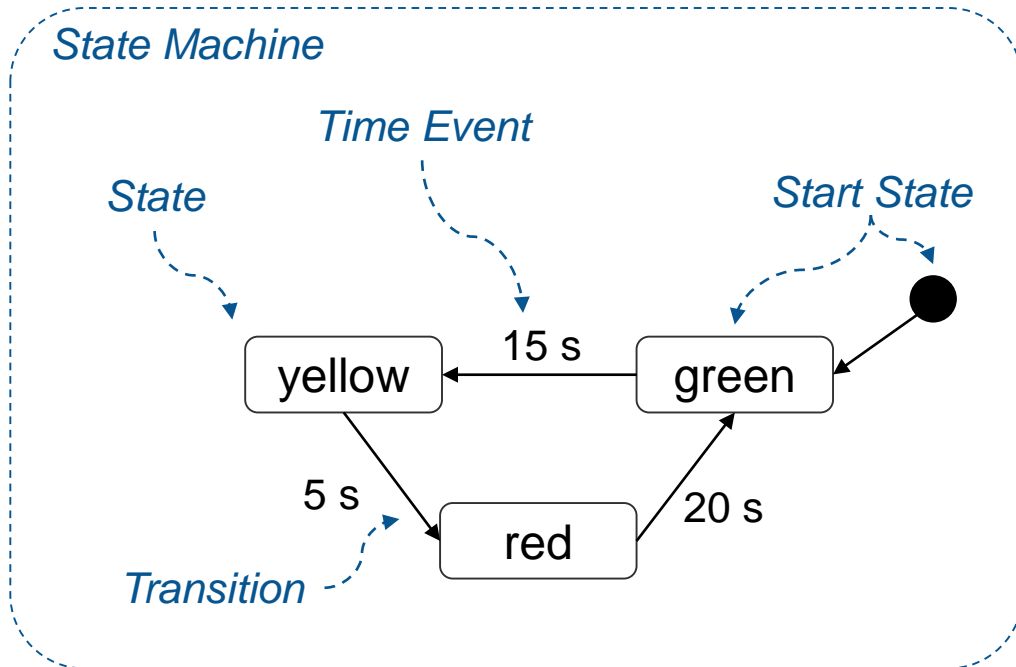 State Machine
Time Event
State
Start State
15 s
yellow
green
5 s
20 s
red
Transition